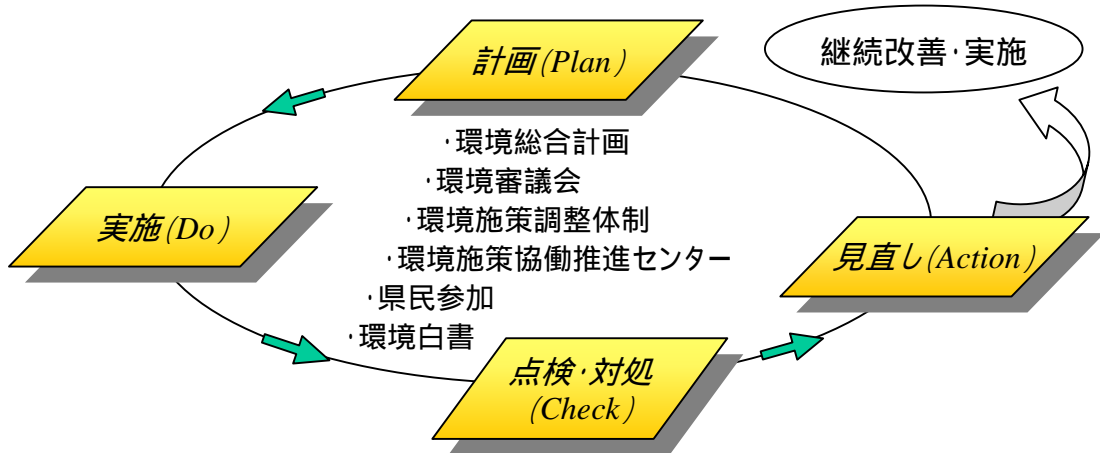 計画(Plan)
継続改善・実施
・環境総合計画
・環境審議会
・環境施策調整体制
・環境施策協働推進センター
・県民参加
・環境白書
実施(Do)
見直し(Action)
点検・対処
(Check)